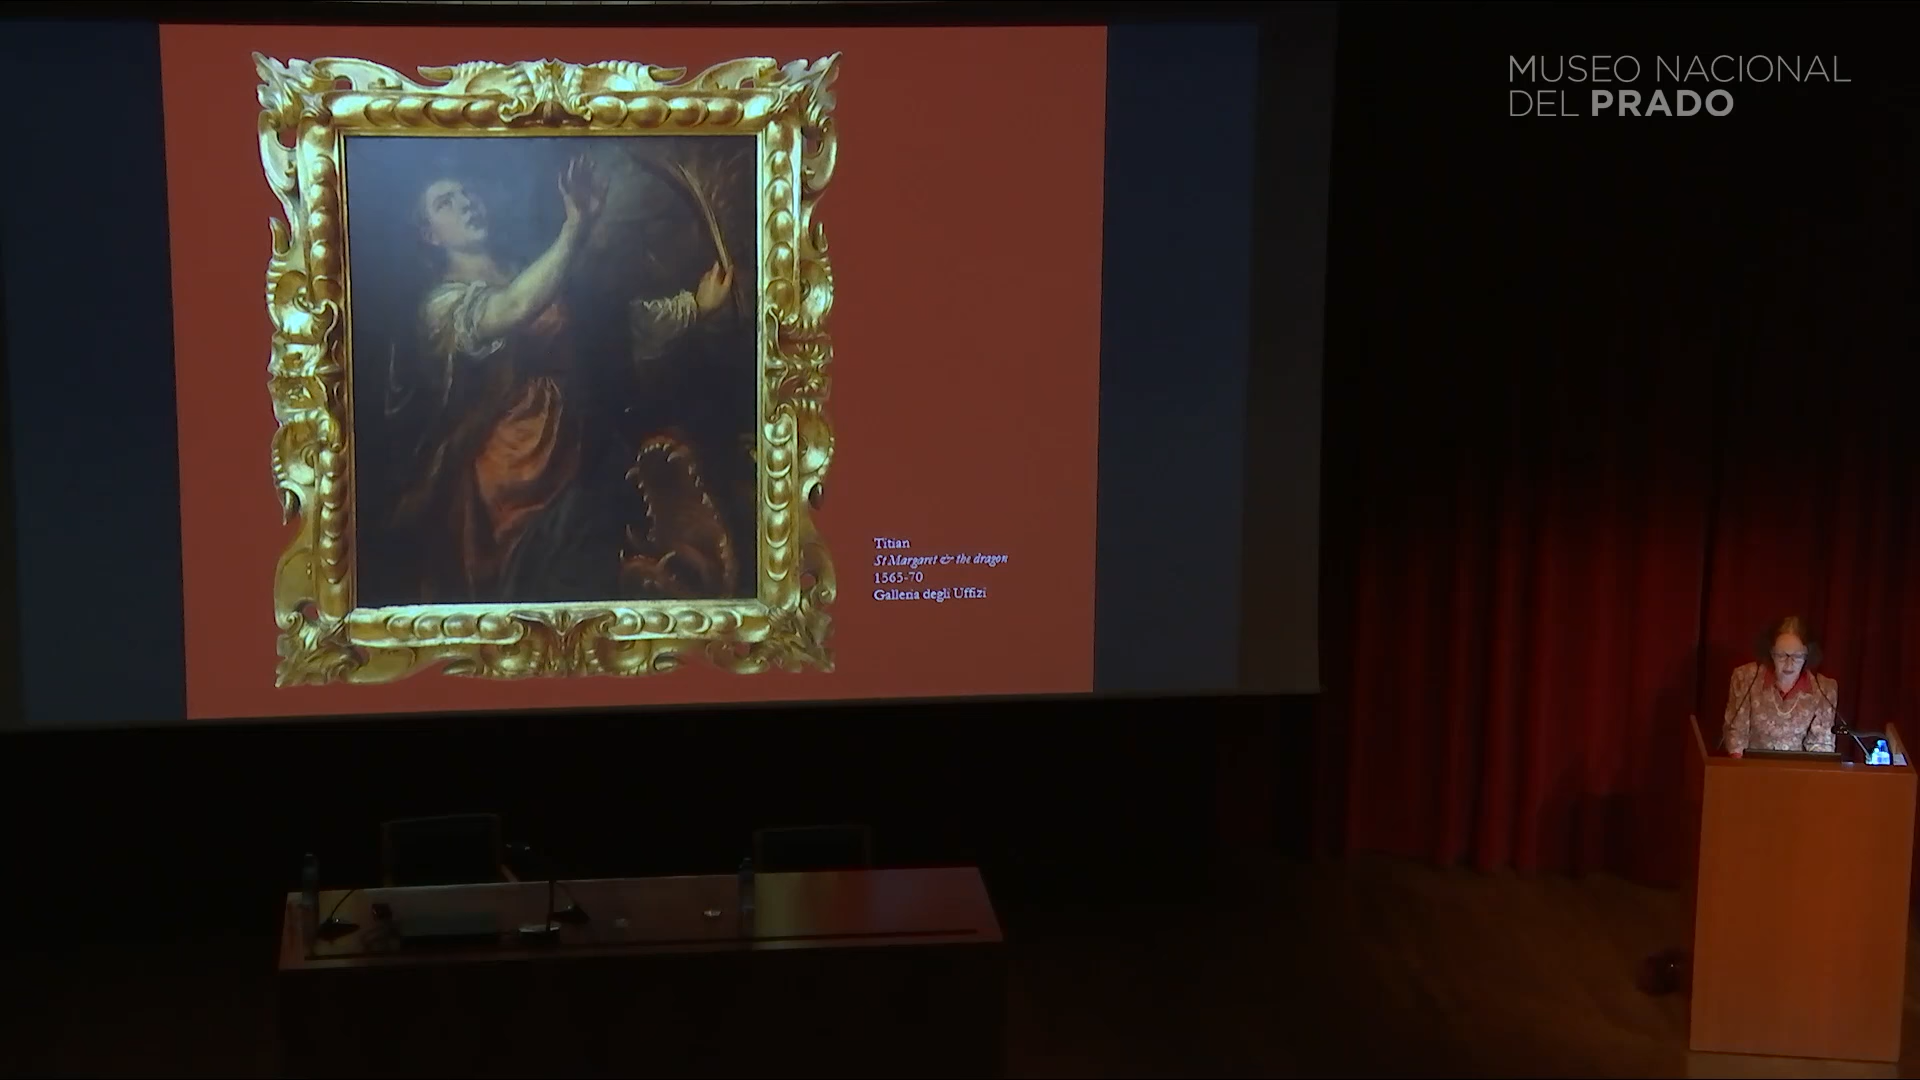 MUSEO NACIONAL
DEL PRADO
Titian
St Margaret & the dragon
1565-70
Galleria degli Uffizi